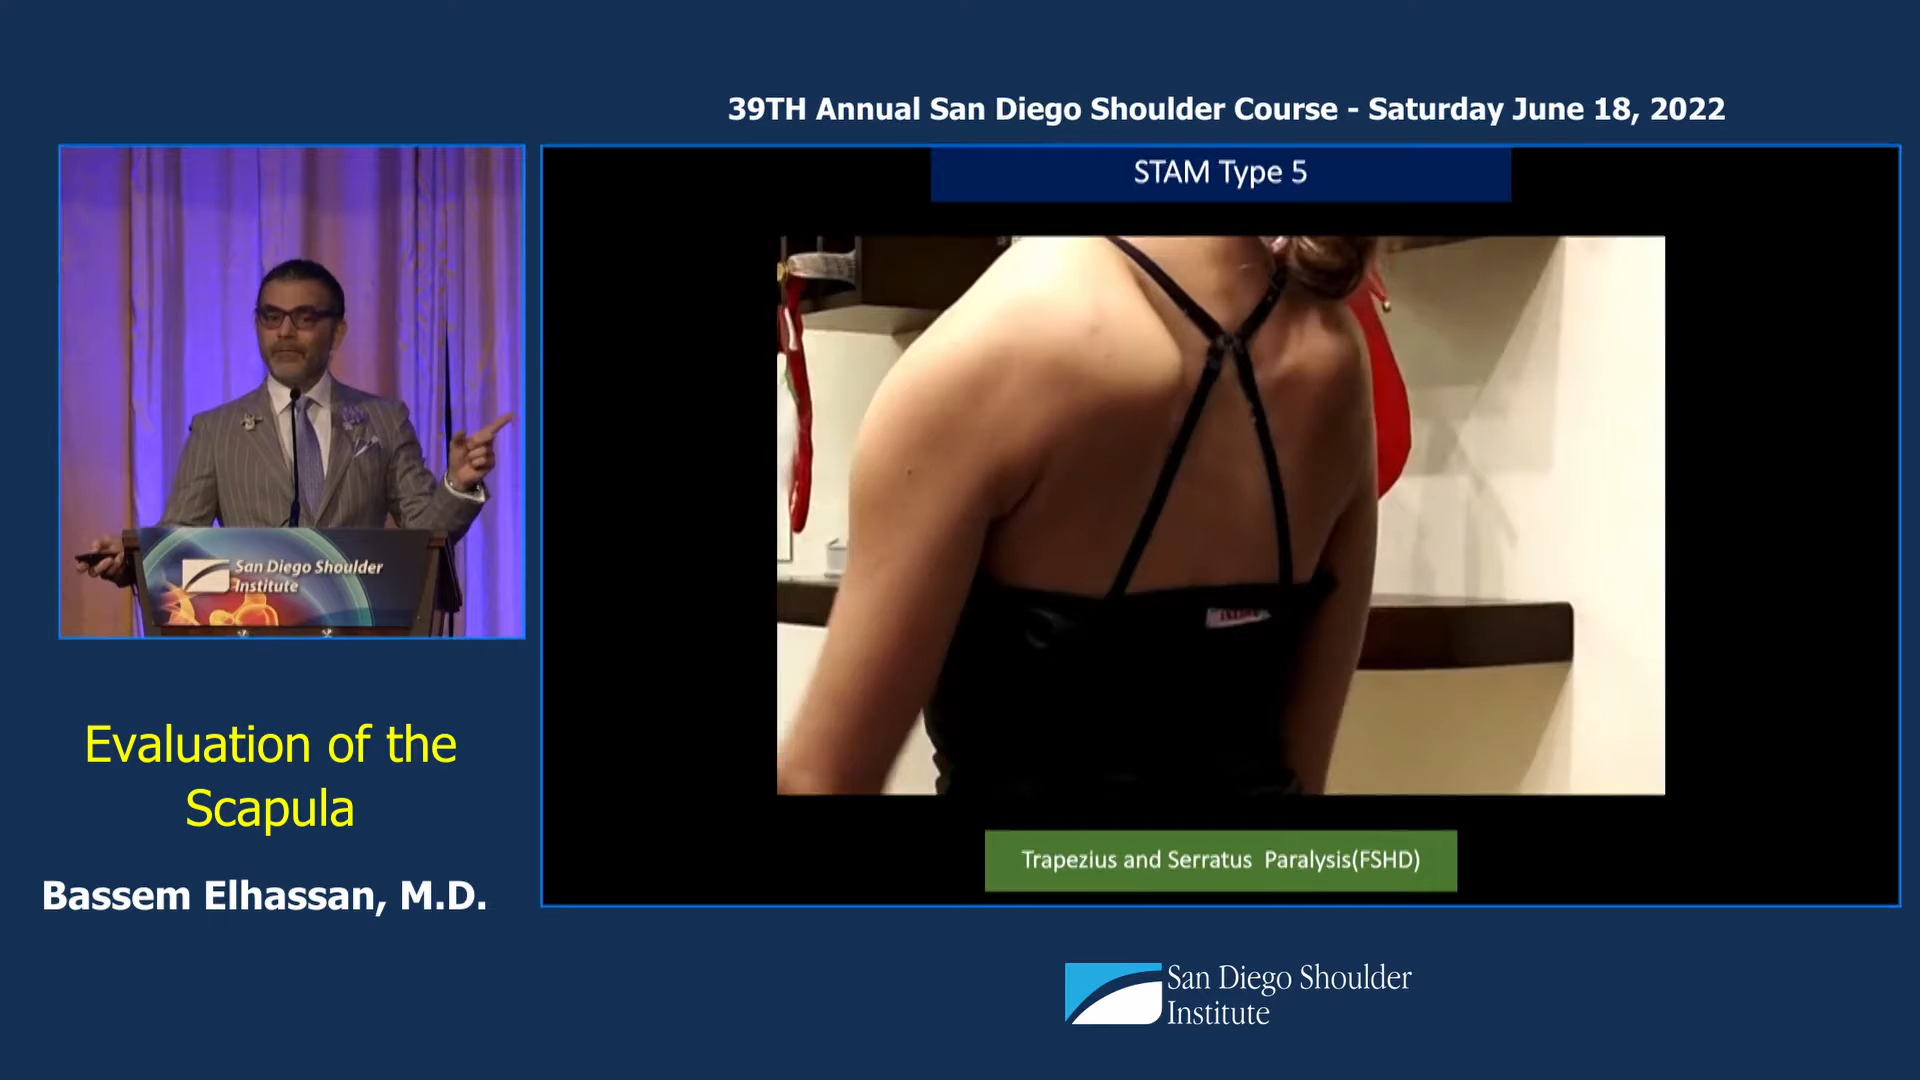 39TH Annual San Diego Shoulder Course - Saturday June 18, 2022
STAM Type 5
San Diego Shoulder
Institute
Trapezius and Serratus Paralysis(FSHD)
Evaluation of the
Scapula
Bassem Elhassan, M.D.
San Diego Shoulder
Institute